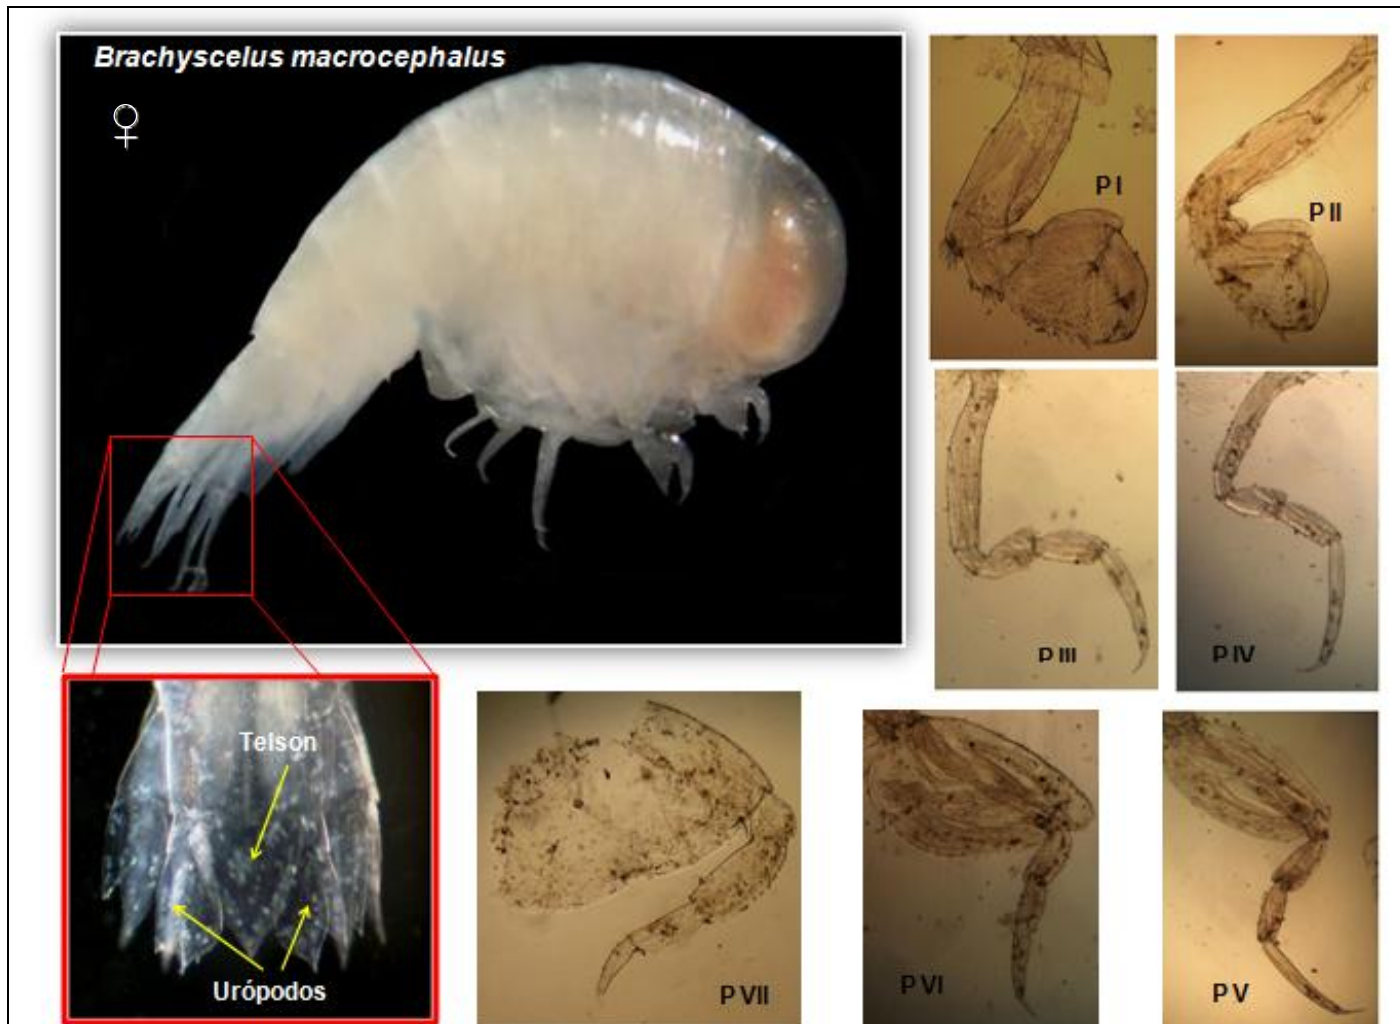 Brachyscelus macrocephalus
♀
P I
P II
P III
P IV
Telson
Urópodos
P VII
P VI
P V